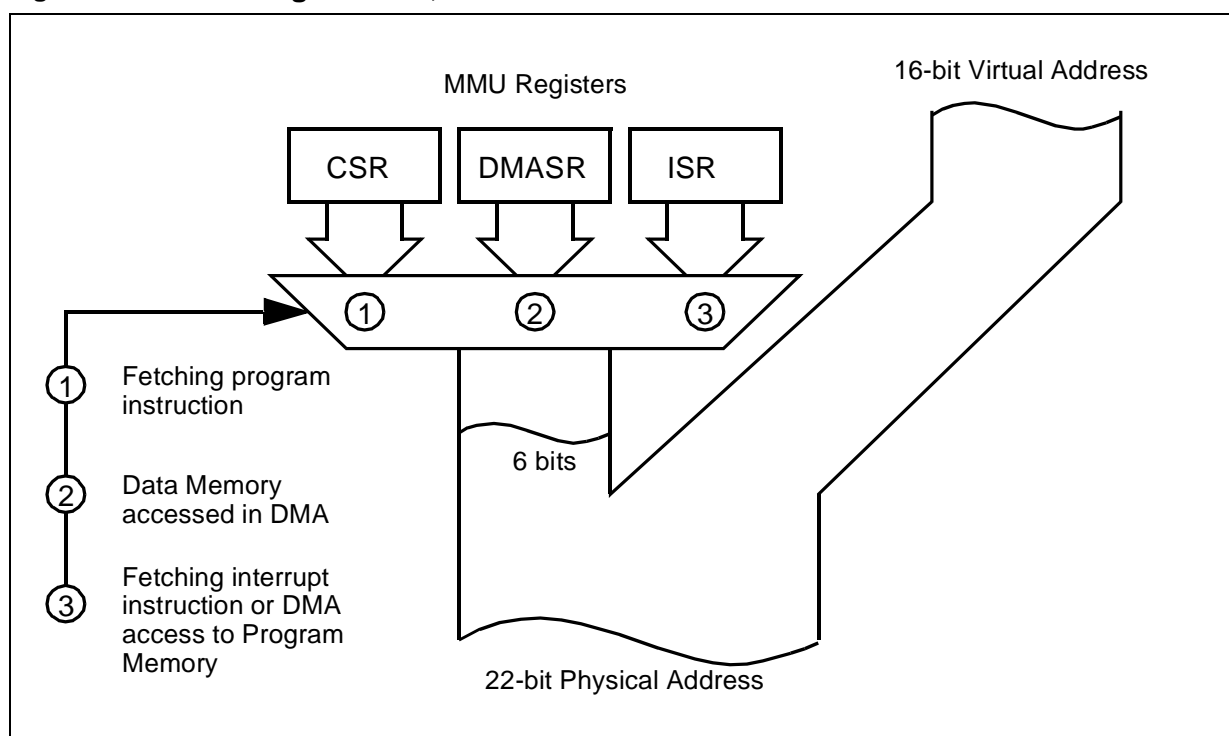 MMU Registers
16-bit Virtual Address
CSR
DMASR
ISR
1
2
3
1
Fetching program
instruction
6 bits
2
Data Memory
accessed in DMA
3
Fetching interrupt
instruction or DMA
access to Program
Memory
22-bit Physical Address